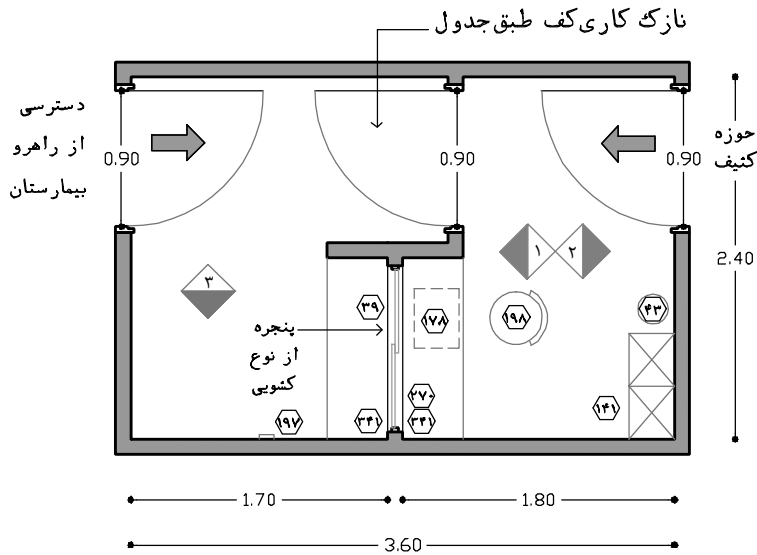 نازک کاری کف طبق جدول
دسترسی
از راهرو
بیمارستان
حوزه
کثیف
0.90
0.90
0.90
۱
۲
2.40
۳
۳۹
۱۷۸
۱۹۸
۴۳
پنجره
از نوع
کشویی
۲۷۰
۱۴۱
۱۹۷
۳۴۱
۳۴۱
1.70
1.80
3.60